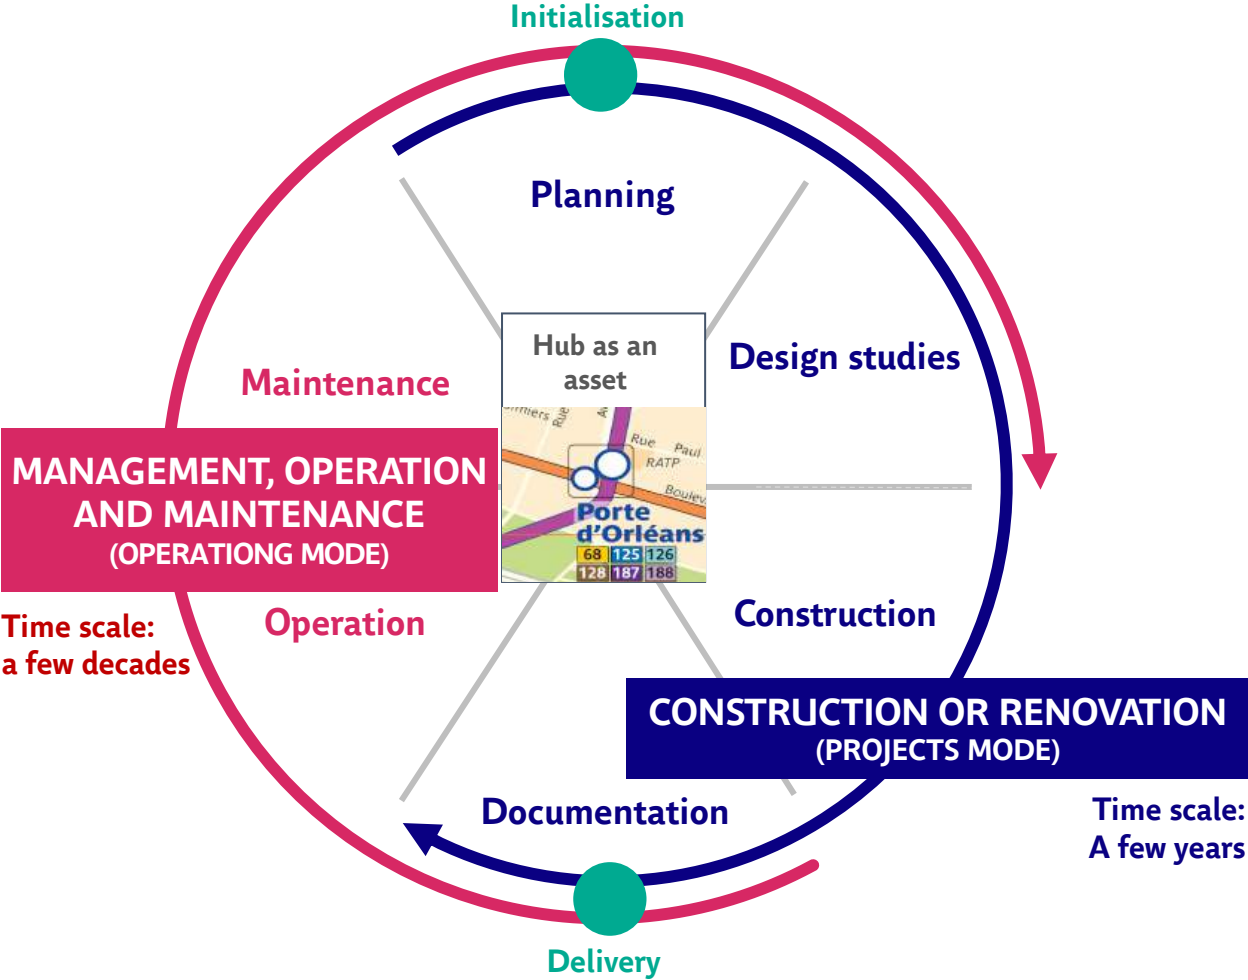 Initialisation
Planning
Hub as an
asset
Design studies
Maintenance
Rue
Rue
Paul
RATP
Boulev
Porte
d'Orléans
68 125 126
128 187 188
MANAGEMENT, OPERATION
AND MAINTENANCE
(OPERATIONG MODE)
Time scale:
a few decades
Operation
Construction
CONSTRUCTION OR RENOVATION
(PROJECTS MODE)
Documentation
Time scale:
A few years
Delivery